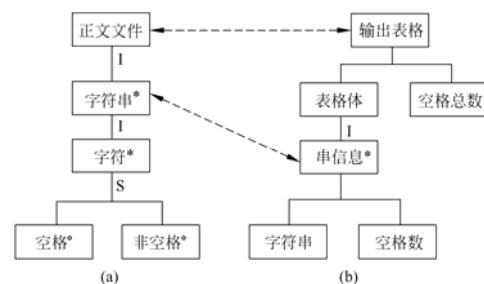 正文文件
I
字符串*
I
字符*
S
空格°
非空格°
(a)
输出表格
表格体
空格总数
I
串信息*
字符串
空格数
(b)